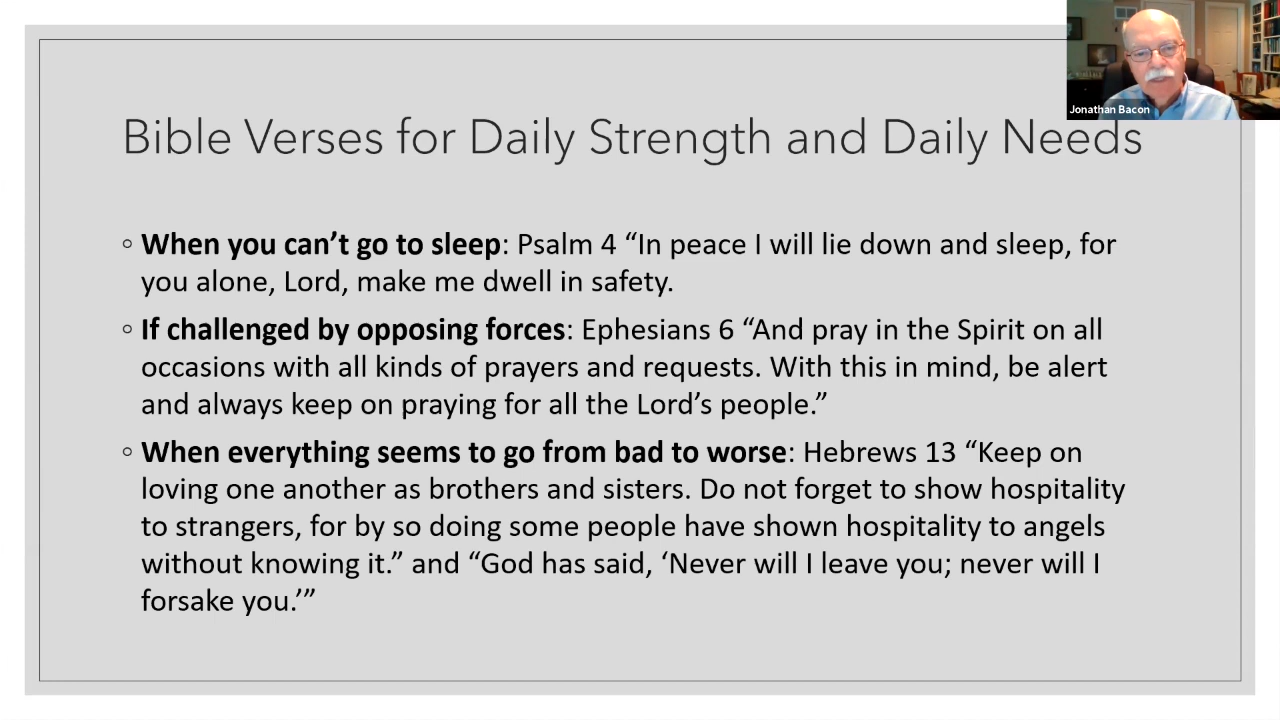 Jonathan Bacon
Bible Verses for Daily Strength and Daily Needs
◦ When you can’t go to sleep: Psalm 4 “In peace I will lie down and sleep, for
you alone, Lord, make me dwell in safety.
◦ If challenged by opposing forces: Ephesians 6 “And pray in the Spirit on all
occasions with all kinds of prayers and requests. With this in mind, be alert
and always keep on praying for all the Lord’s people.”
◦ When everything seems to go from bad to worse: Hebrews 13 “Keep on
loving one another as brothers and sisters. Do not forget to show hospitality
to strangers, for by so doing some people have shown hospitality to angels
without knowing it.” and “God has said, ‘Never will I leave you; never will I
forsake you.’”